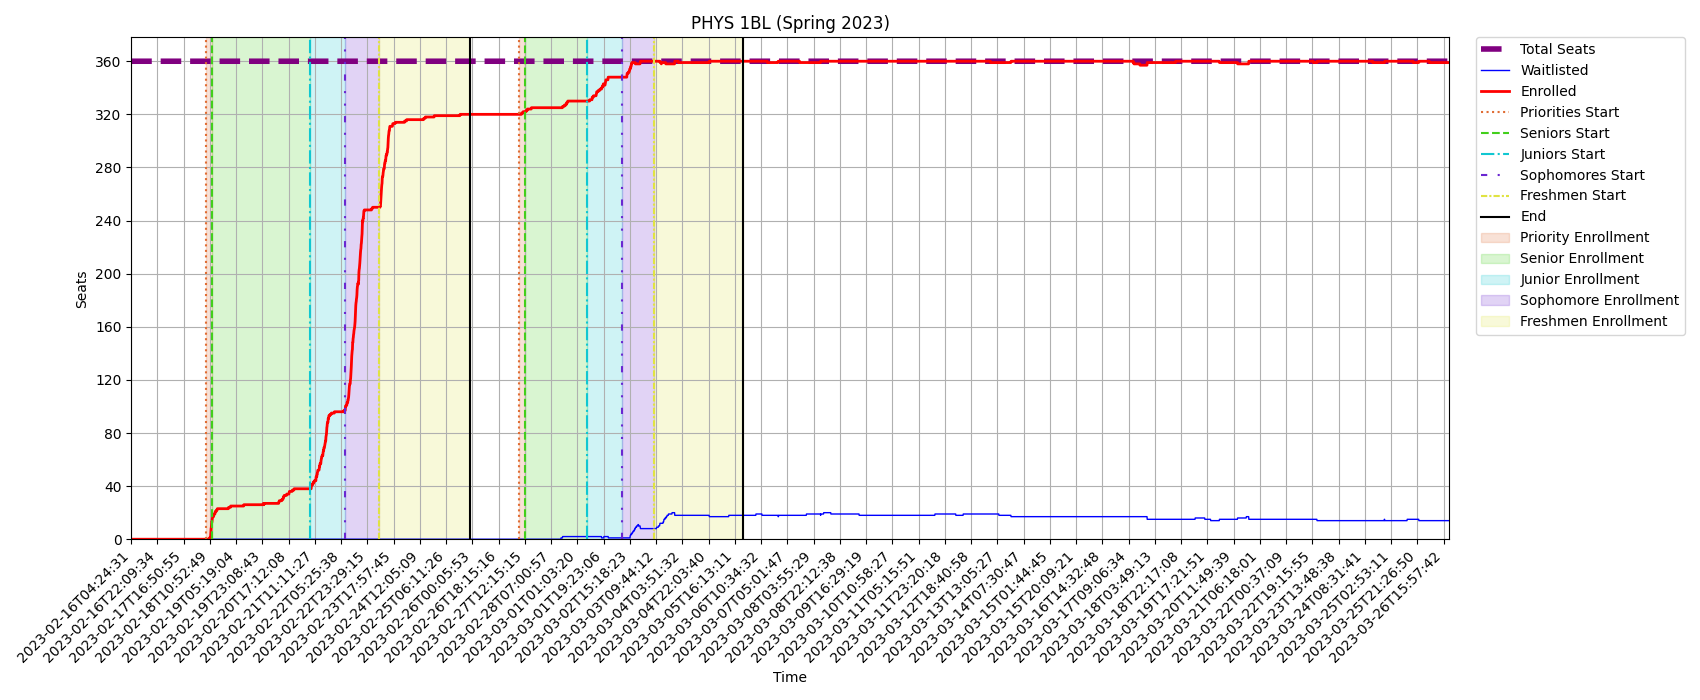 PHYS 1BL (Spring 2023)
Seats
360
320
280
240
200
160
120
80
40
0
2023-02-16T04:24:31
2023-02-16T22:09:34
2023-02-17T16:50:55
2023-02-18T10:52:49
2023-02-19T05:19:04
2023-02-19T23:08:43
2023-02-20T17:12:08
2023-02-21T11:11:27
2023-02-22T05:25:38
2023-02-22T23:29:15
2023-02-23T17:57:45
2023-02-24T12:05:09
2023-02-25T06:11:26
2023-02-26T00:05:53
2023-02-26T18:15:16
2023-02-27T12:15:15
2023-02-28T07:00:57
2023-03-01T01:03:20
2023-03-01T19:23:06
2023-03-02T15:18:23
2023-03-03T09:44:12
2023-03-04T03:51:32
2023-03-04T22:03:40
2023-03-05T16:13:11
2023-03-06T10:34:32
2023-03-07T05:01:47
2023-03-08T03:55:29
2023-03-08T22:12:38
2023-03-09T16:29:19
2023-03-10T10:58:27
2023-03-11T05:15:51
2023-03-11T23:20:18
2023-03-12T18:40:58
2023-03-13T13:05:27
2023-03-14T07:30:47
2023-03-15T01:44:45
2023-03-15T20:09:21
2023-03-16T14:32:48
2023-03-17T09:06:34
2023-03-18T03:49:13
2023-03-18T22:17:08
2023-03-19T17:21:51
2023-03-20T11:49:39
2023-03-21T06:18:01
2023-03-22T00:37:09
2023-03-22T19:15:55
2023-03-23T13:48:38
2023-03-24T08:31:41
2023-03-25T02:53:11
2023-03-25T21:26:50
2023-03-26T15:57:42
Time
Total Seats
Waitlisted
Enrolled
Priorities Start
Seniors Start
Juniors Start
Sophomores Start
Freshmen Start
End
Priority Enrollment
Senior Enrollment
Junior Enrollment
Sophomore Enrollment
Freshmen Enrollment